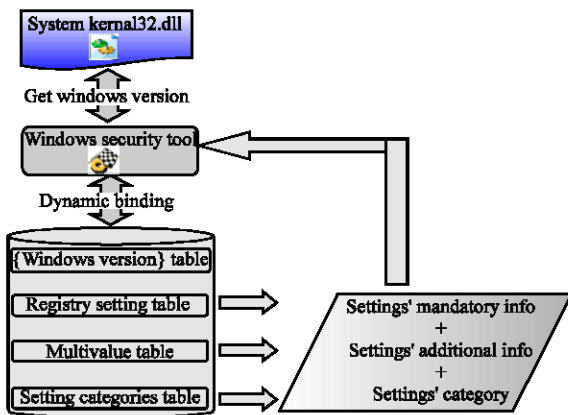 System kernal32.dll
Get windows version
Windows security tool
Dynamic binding
{Windows version} table
Registry setting table
Multivalue table
Setting categories table
Settings' mandatory info
+
Settings' additional info
+
Settings' category